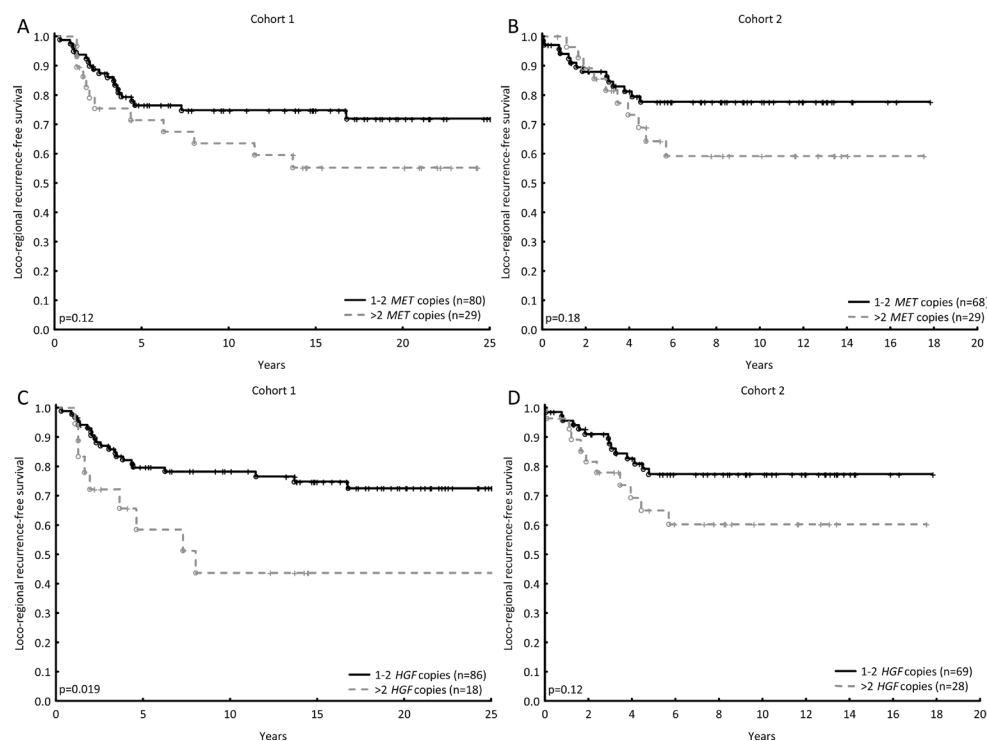 A
Cohort 1
Loco-regional recurrence-free survival
1.0
0.9
0.8
0.7
0.6
0.5
0.4
0.3
0.2
0.1
0.0
1-2 MET copies (n=80)
>2 MET copies (n=29)
p=0.12
0 5 10 15 20 25
Years
B
Cohort 2
Loco-regional recurrence-free survival
1.0
0.9
0.8
0.7
0.6
0.5
0.4
0.3
0.2
0.1
0.0
1-2 MET copies (n=68)
>2 MET copies (n=29)
p=0.18
0 2 4 6 8 10 12 14 16 18 20
Years
C
Cohort 1
Loco-regional recurrence-free survival
1.0
0.9
0.8
0.7
0.6
0.5
0.4
0.3
0.2
0.1
0.0
1-2 HGF copies (n=86)
>2 HGF copies (n=18)
p=0.019
0 5 10 15 20 25
Years
D
Cohort 2
Loco-regional recurrence-free survival
1.0
0.9
0.8
0.7
0.6
0.5
0.4
0.3
0.2
0.1
0.0
1-2 HGF copies (n=69)
>2 HGF copies (n=28)
p=0.12
0 2 4 6 8 10 12 14 16 18 20
Years